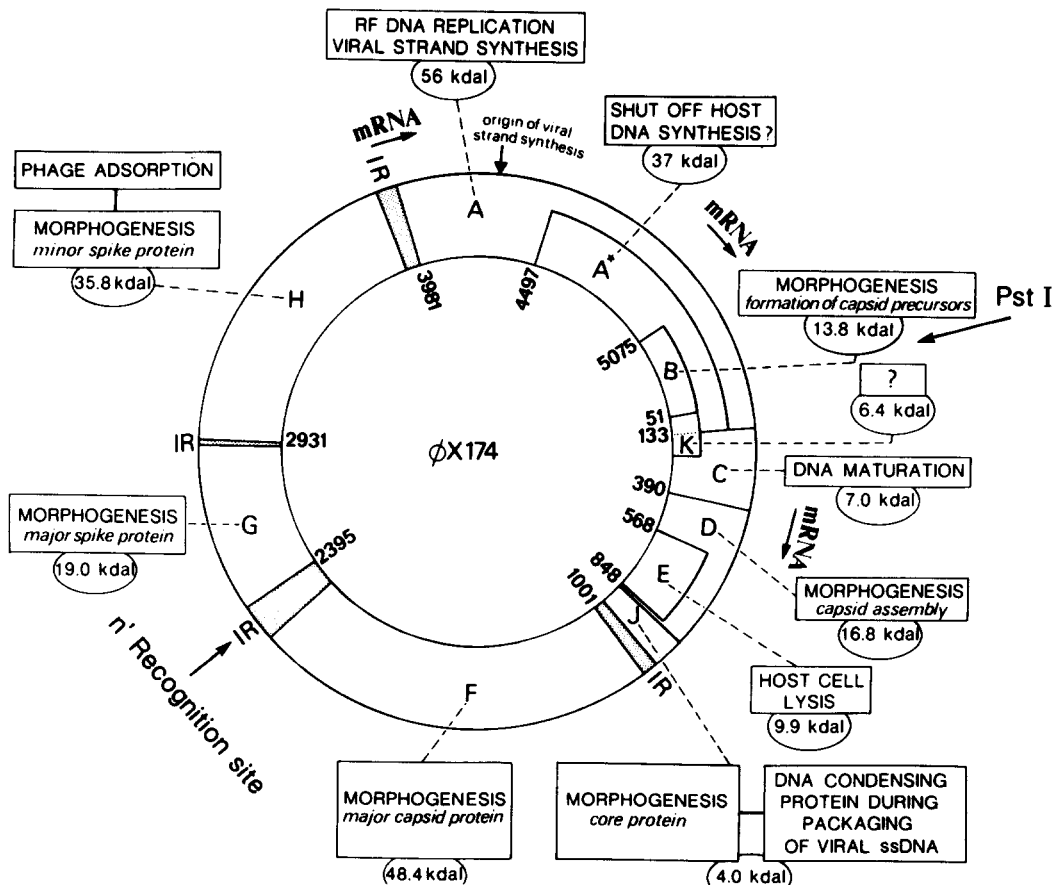 RF DNA REPLICATION
VIRAL STRAND SYNTHESIS
56 kdal
mRNA
origin of viral
strand synthesis
SHUT OFF HOST
DNA SYNTHESIS?
37 kdal
PHAGE ADSORPTION
MORPHOGENESIS
minor spike protein
35.8 kdal
IR
A
mRNA
H
3981
4497
A*
MORPHOGENESIS
formation of capsid precursors
13.8 kdal
Pst I
5075
B
?
6.4 kdal
IR
2931
φX174
51
133
K
C
DNA MATURATION
7.0 kdal
390
MORPHOGENESIS
major spike protein
19.0 kdal
G
2395
568
D
mRNA
E
848
1001
J
MORPHOGENESIS
capsid assembly
16.8 kdal
IR
n' Recognition site
F
IR
HOST CELL
LYSIS
9.9 kdal
MORPHOGENESIS
major capsid protein
48.4 kdal
MORPHOGENESIS
core protein
DNA CONDENSING
PROTEIN DURING
PACKAGING
OF VIRAL ssDNA
4.0 kdal